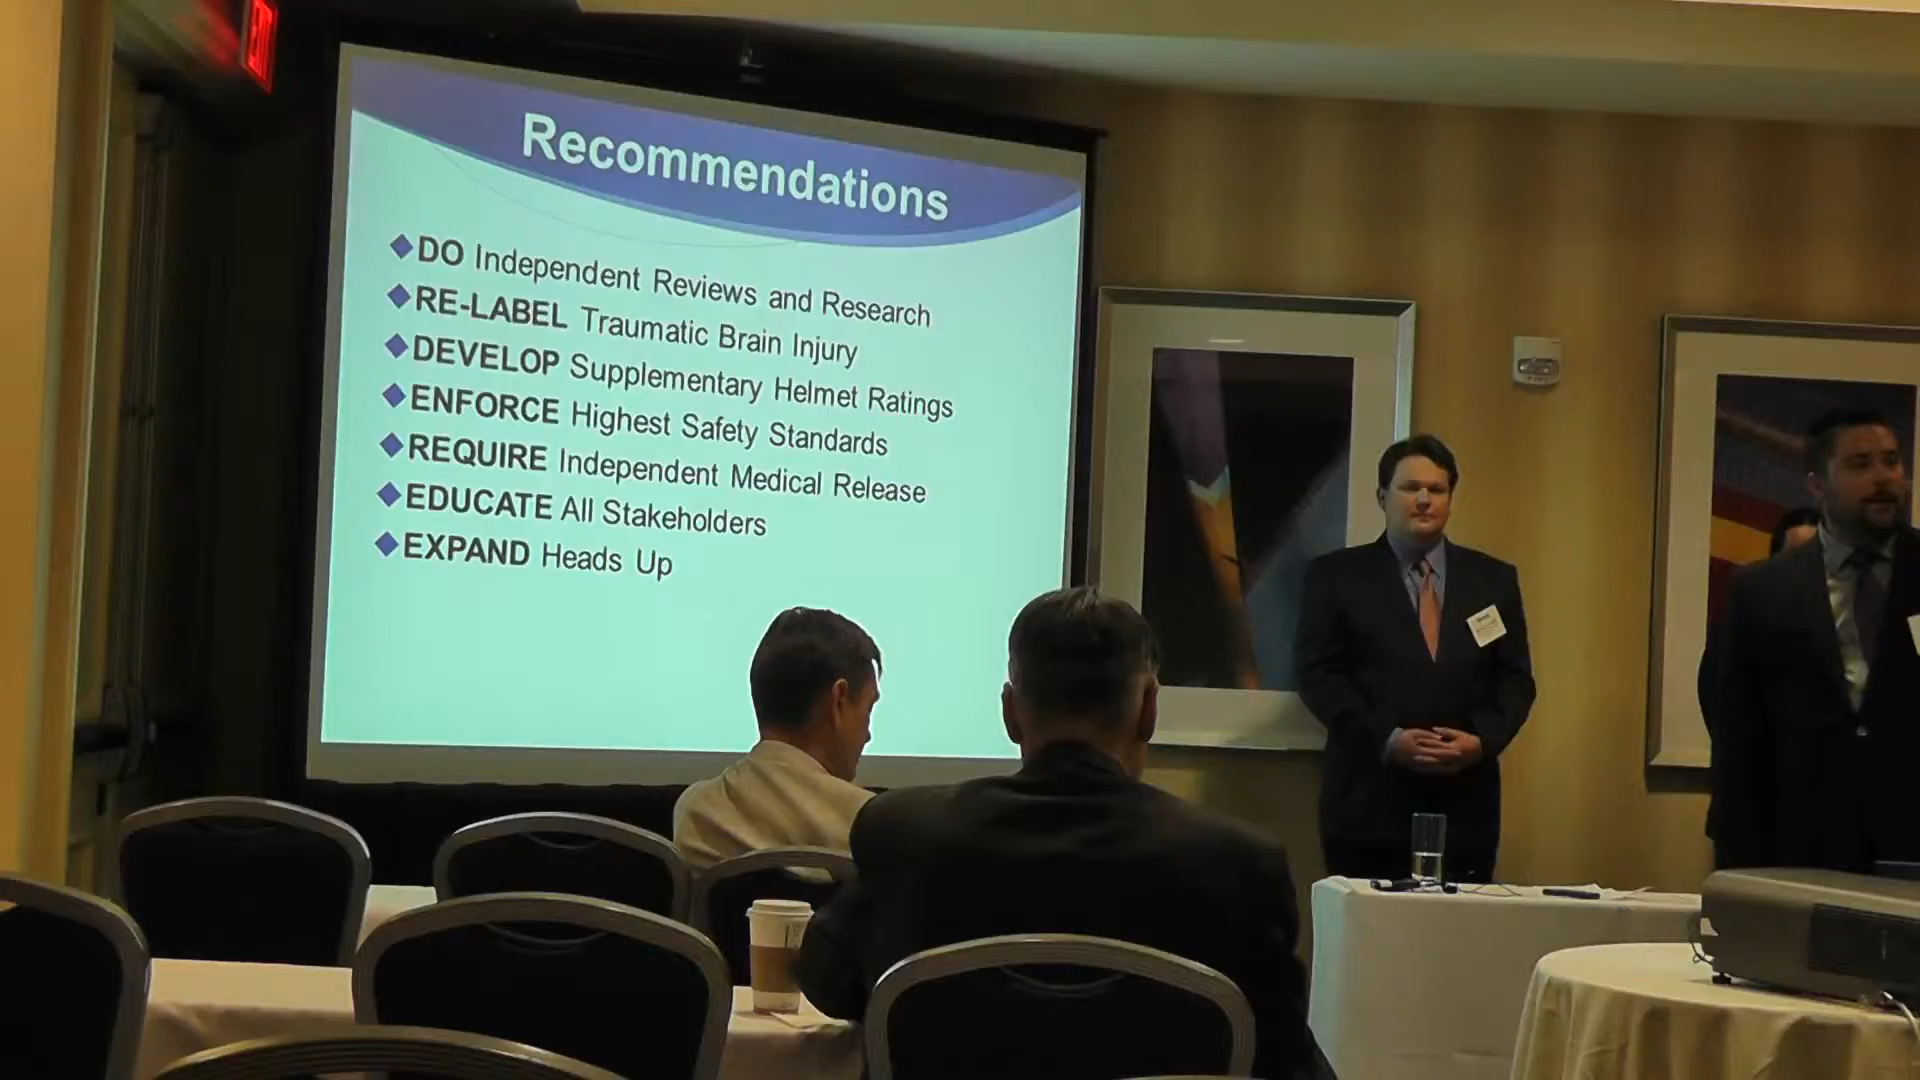 Recommendations
DO Independent Reviews and Research
RE-LABEL Traumatic Brain Injury
DEVELOP Supplementary Helmet Ratings
ENFORCE Highest Safety Standards
REQUIRE Independent Medical Release
EDUCATE All Stakeholders
EXPAND Heads Up